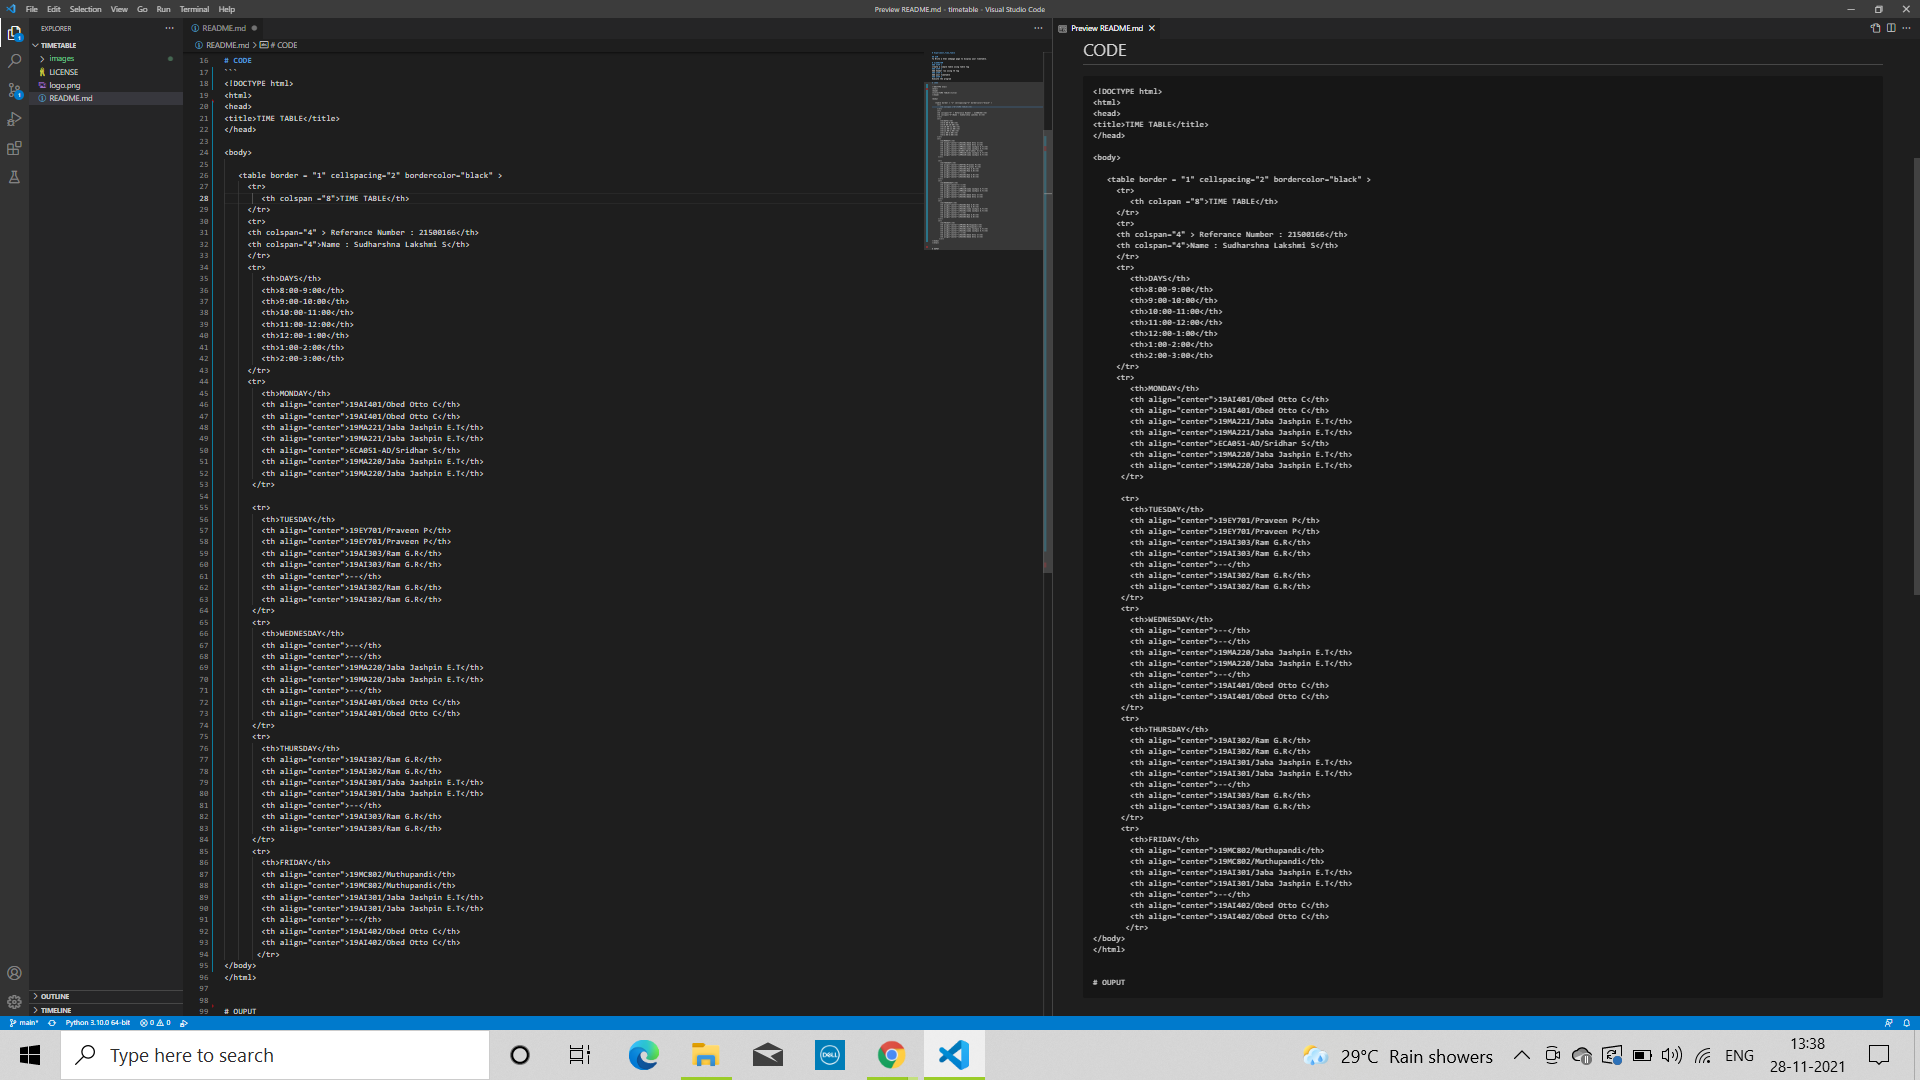 File Edit Selection View Go Run Terminal Help
Preview README.md - timetable - Visual Studio Code
EXPLORER
TIMETABLE
images
LICENSE
logo.png
README.md
OUTLINE
TIMELINE
README.md
README.md > # CODE
16 # CODE
17 ```
18 <!DOCTYPE html>
19 <html>
20 <head>
21 <title>TIME TABLE</title>
22 </head>
23
24 <body>
25
26 <table border = "1" cellspacing="2" bordercolor="black" >
27 <tr>
28 <th colspan ="8">TIME TABLE</th>
29 </tr>
30 <tr>
31 <th colspan="4" > Referance Number : 21500166</th>
32 <th colspan="4">Name : Sudharshna Lakshmi S</th>
33 </tr>
34 <tr>
35 <th>DAYS</th>
36 <th>8:00-9:00</th>
37 <th>9:00-10:00</th>
38 <th>10:00-11:00</th>
39 <th>11:00-12:00</th>
40 <th>12:00-1:00</th>
41 <th>1:00-2:00</th>
42 <th>2:00-3:00</th>
43 </tr>
44 <tr>
45 <th>MONDAY</th>
46 <th align="center">19AI401/Obed Otto C</th>
47 <th align="center">19AI401/Obed Otto C</th>
48 <th align="center">19MA221/Jaba Jashpin E.T</th>
49 <th align="center">19MA221/Jaba Jashpin E.T</th>
50 <th align="center">ECA051-AD/Sridhar S</th>
51 <th align="center">19MA220/Jaba Jashpin E.T</th>
52 <th align="center">19MA220/Jaba Jashpin E.T</th>
53 </tr>
54
55 <tr>
56 <th>TUESDAY</th>
57 <th align="center">19EY701/Praveen P</th>
58 <th align="center">19EY701/Praveen P</th>
59 <th align="center">19AI303/Ram G.R</th>
60 <th align="center">19AI303/Ram G.R</th>
61 <th align="center">--</th>
62 <th align="center">19AI302/Ram G.R</th>
63 <th align="center">19AI302/Ram G.R</th>
64 </tr>
65 <tr>
66 <th>WEDNESDAY</th>
67 <th align="center">--</th>
68 <th align="center">--</th>
69 <th align="center">19MA220/Jaba Jashpin E.T</th>
70 <th align="center">19MA220/Jaba Jashpin E.T</th>
71 <th align="center">--</th>
72 <th align="center">19AI401/Obed Otto C</th>
73 <th align="center">19AI401/Obed Otto C</th>
74 </tr>
75 <tr>
76 <th>THURSDAY</th>
77 <th align="center">19AI302/Ram G.R</th>
78 <th align="center">19AI302/Ram G.R</th>
79 <th align="center">19AI301/Jaba Jashpin E.T</th>
80 <th align="center">19AI301/Jaba Jashpin E.T</th>
81 <th align="center">--</th>
82 <th align="center">19AI303/Ram G.R</th>
83 <th align="center">19AI303/Ram G.R</th>
84 </tr>
85 <tr>
86 <th>FRIDAY</th>
87 <th align="center">19MC802/Muthupandi</th>
88 <th align="center">19MC802/Muthupandi</th>
89 <th align="center">19AI301/Jaba Jashpin E.T</th>
90 <th align="center">19AI301/Jaba Jashpin E.T</th>
91 <th align="center">--</th>
92 <th align="center">19AI402/Obed Otto C</th>
93 <th align="center">19AI402/Obed Otto C</th>
94 </tr>
95 </body>
96 </html>
97
98
99 # OUPUT
Preview README.md
CODE
<!DOCTYPE html>
<html>
<head>
<title>TIME TABLE</title>
</head>
<body>
<table border = "1" cellspacing="2" bordercolor="black" >
<tr>
<th colspan ="8">TIME TABLE</th>
</tr>
<tr>
<th colspan="4" > Referance Number : 21500166</th>
<th colspan="4">Name : Sudharshna Lakshmi S</th>
</tr>
<tr>
<th>DAYS</th>
<th>8:00-9:00</th>
<th>9:00-10:00</th>
<th>10:00-11:00</th>
<th>11:00-12:00</th>
<th>12:00-1:00</th>
<th>1:00-2:00</th>
<th>2:00-3:00</th>
</tr>
<tr>
<th>MONDAY</th>
<th align="center">19AI401/Obed Otto C</th>
<th align="center">19AI401/Obed Otto C</th>
<th align="center">19MA221/Jaba Jashpin E.T</th>
<th align="center">19MA221/Jaba Jashpin E.T</th>
<th align="center">ECA051-AD/Sridhar S</th>
<th align="center">19MA220/Jaba Jashpin E.T</th>
<th align="center">19MA220/Jaba Jashpin E.T</th>
</tr>
<tr>
<th>TUESDAY</th>
<th align="center">19EY701/Praveen P</th>
<th align="center">19EY701/Praveen P</th>
<th align="center">19AI303/Ram G.R</th>
<th align="center">19AI303/Ram G.R</th>
<th align="center">--</th>
<th align="center">19AI302/Ram G.R</th>
<th align="center">19AI302/Ram G.R</th>
</tr>
<tr>
<th>WEDNESDAY</th>
<th align="center">--</th>
<th align="center">--</th>
<th align="center">19MA220/Jaba Jashpin E.T</th>
<th align="center">19MA220/Jaba Jashpin E.T</th>
<th align="center">--</th>
<th align="center">19AI401/Obed Otto C</th>
<th align="center">19AI401/Obed Otto C</th>
</tr>
<tr>
<th>THURSDAY</th>
<th align="center">19AI302/Ram G.R</th>
<th align="center">19AI302/Ram G.R</th>
<th align="center">19AI301/Jaba Jashpin E.T</th>
<th align="center">19AI301/Jaba Jashpin E.T</th>
<th align="center">--</th>
<th align="center">19AI303/Ram G.R</th>
<th align="center">19AI303/Ram G.R</th>
</tr>
<tr>
<th>FRIDAY</th>
<th align="center">19MC802/Muthupandi</th>
<th align="center">19MC802/Muthupandi</th>
<th align="center">19AI301/Jaba Jashpin E.T</th>
<th align="center">19AI301/Jaba Jashpin E.T</th>
<th align="center">--</th>
<th align="center">19AI402/Obed Otto C</th>
<th align="center">19AI402/Obed Otto C</th>
</tr>
</body>
</html>
# OUPUT
main* Python 3.10.0 64-bit 0 0
Type here to search
DELL
29°C Rain showers
ENG
13:38
28-11-2021